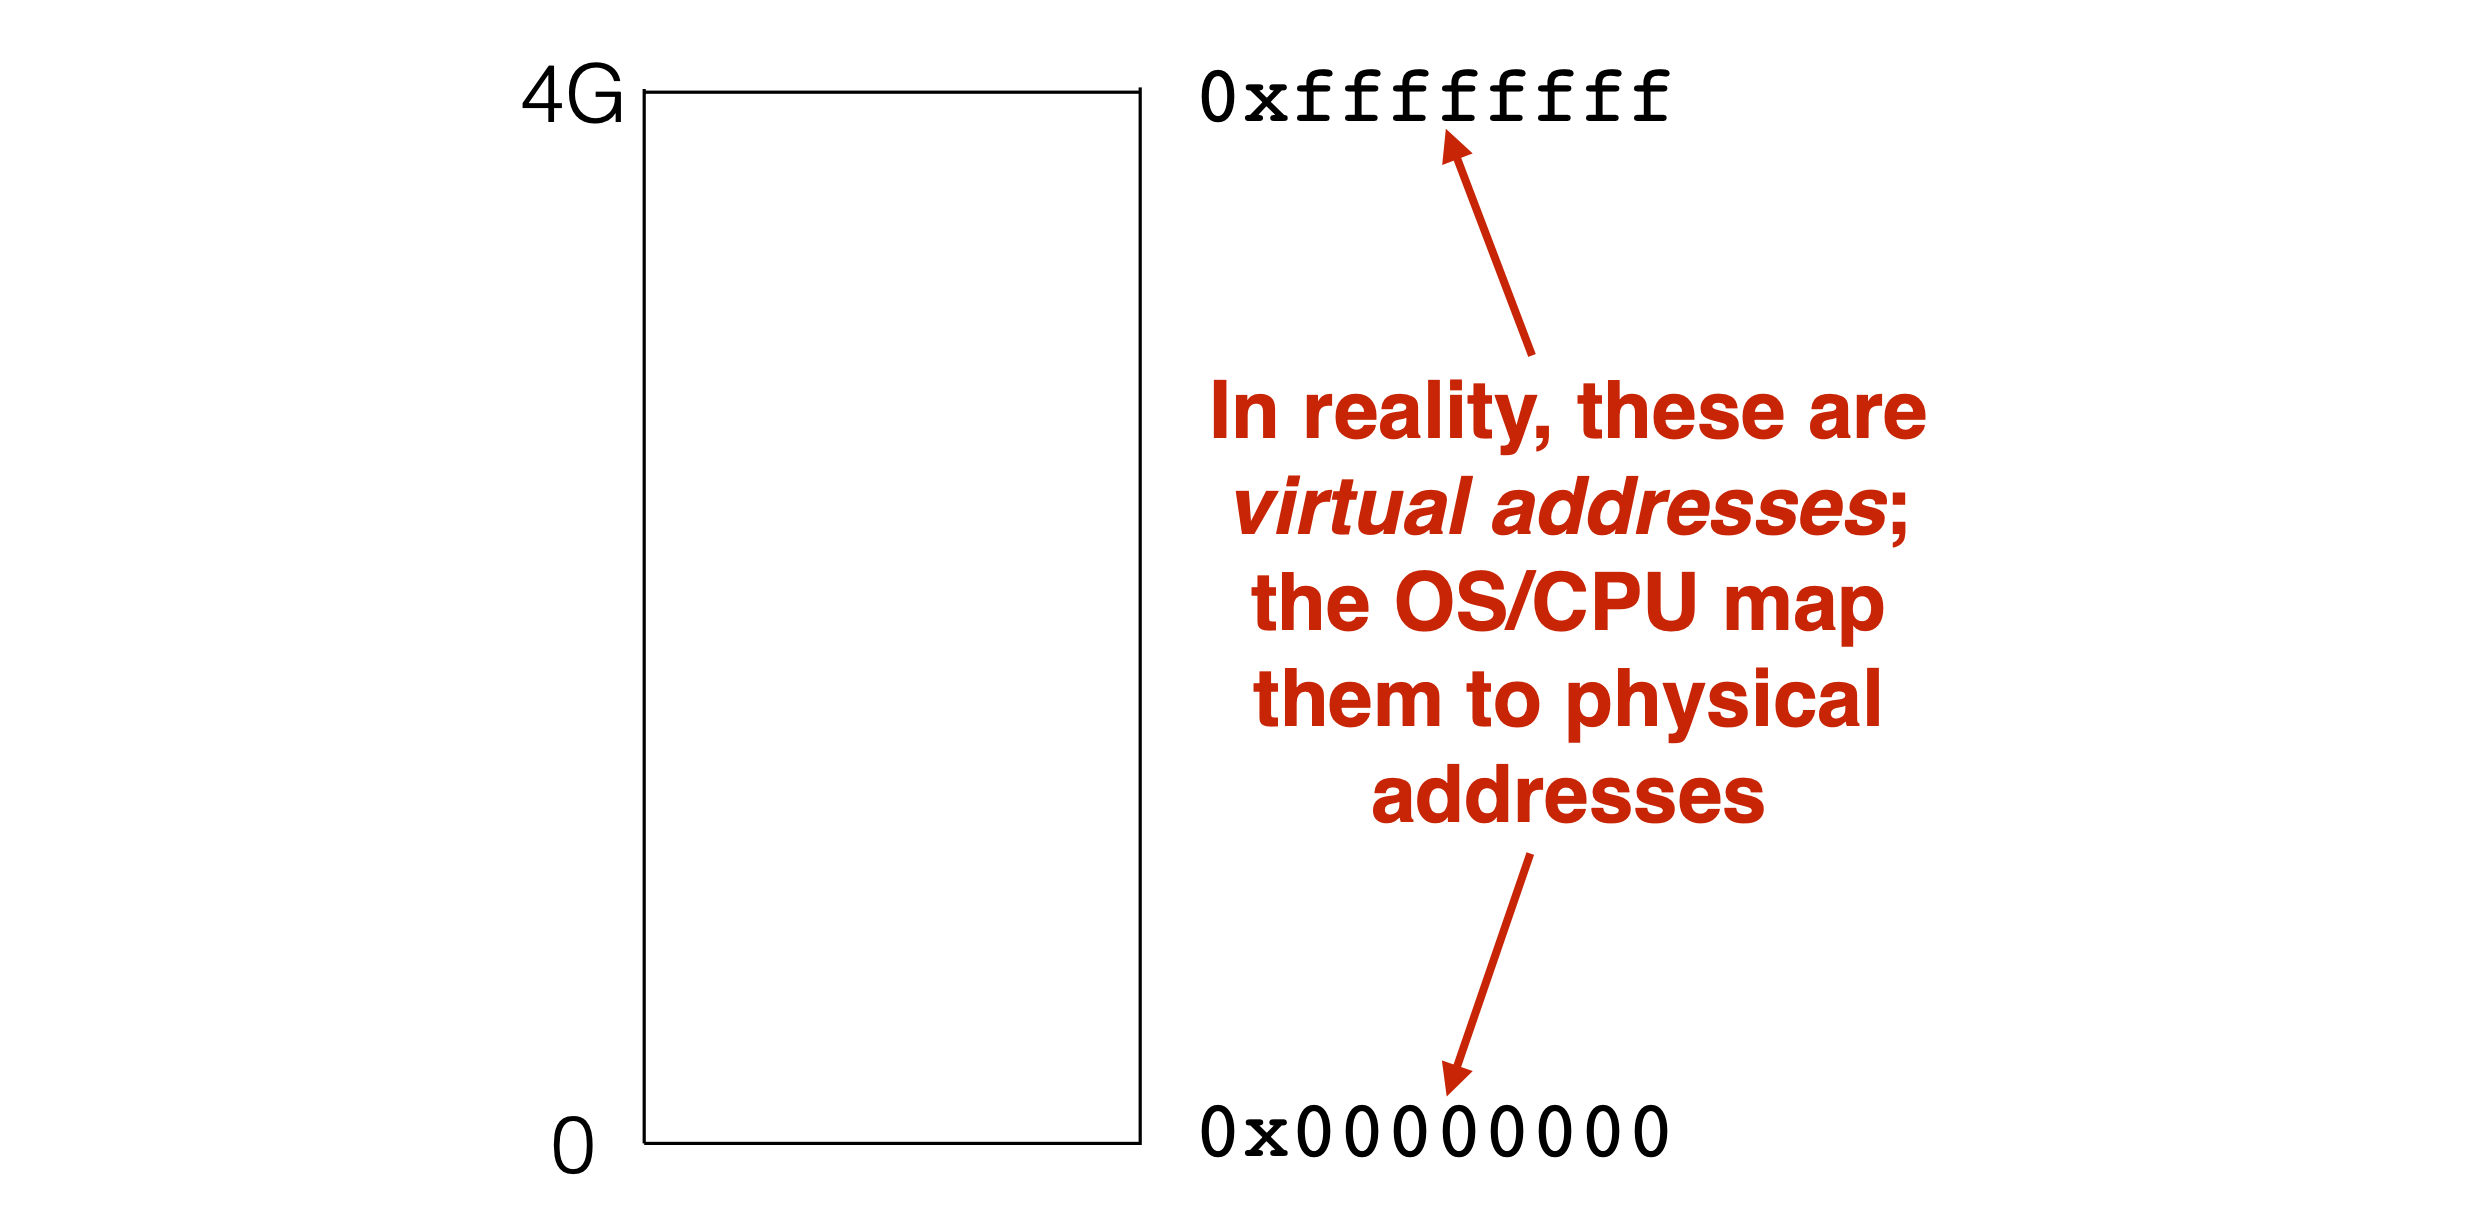 4G
0xffffffff
In reality, these are
virtual addresses;
the OS/CPU map
them to physical
addresses
0
0x00000000